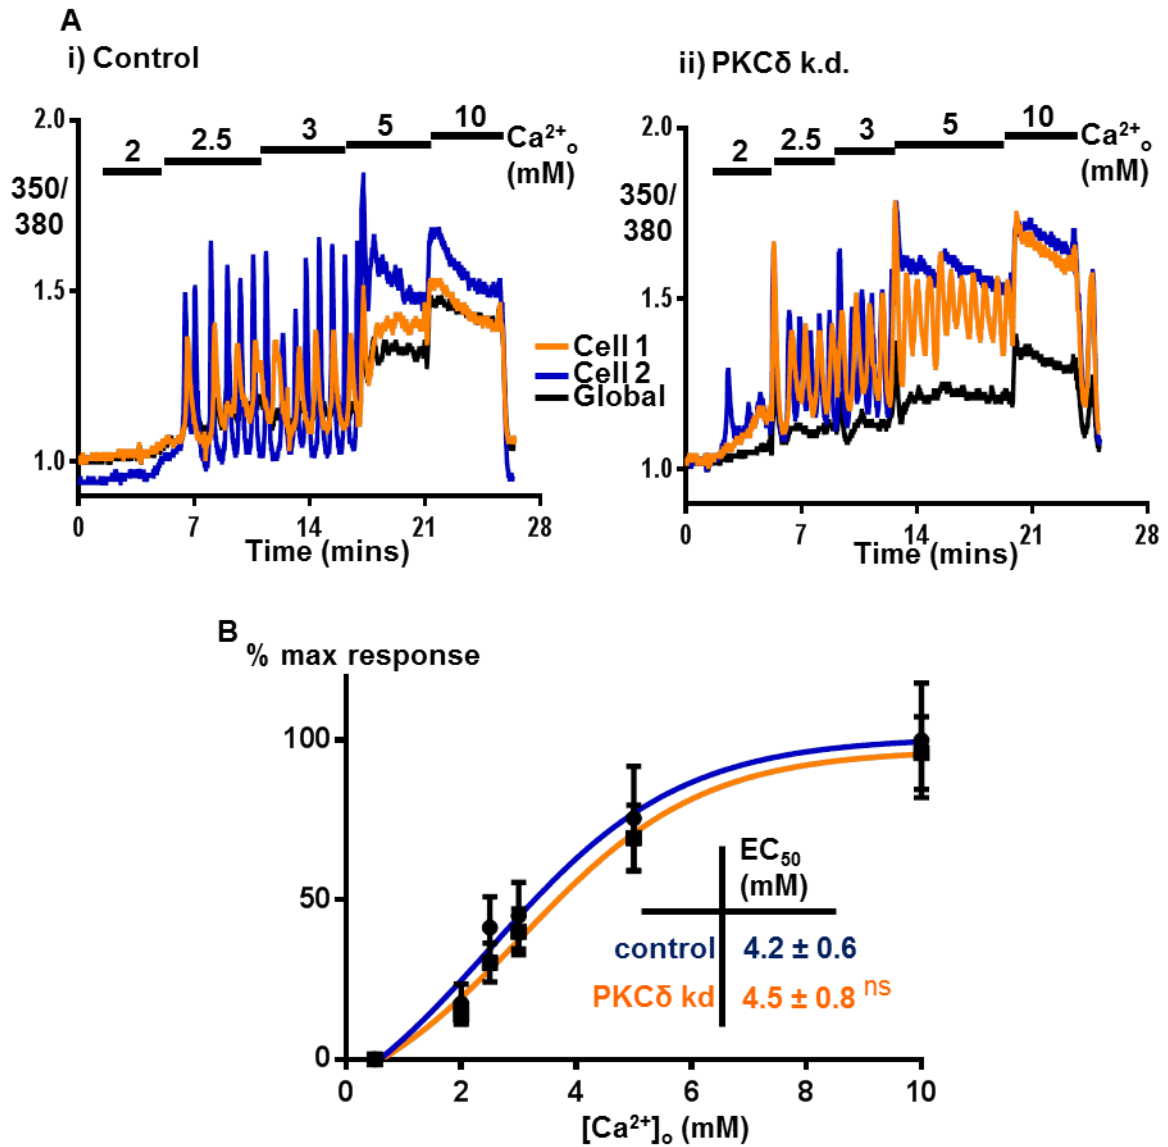 A
i) Control
ii) PKCδ k.d.
2 2.5 3 5 10 Ca²⁺ₒ
(mM)
2.0
350/
380
1.5
1.0
0 7 14 21 28
Time (mins)
Cell 1
Cell 2
Global
2 2.5 3 5 10 Ca²⁺ₒ
(mM)
2.0
350/
380
1.5
1.0
0 7 14 21 28
Time (mins)
B
% max response
100
50
0
0 2 4 6 8 10
[Ca²⁺]ₒ (mM)
EC₅₀
(mM)
control 4.2 ± 0.6
PKCδ kd 4.5 ± 0.8 ns